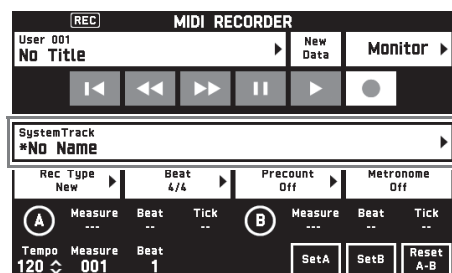 REC MIDI RECORDER
User 001
No Title
New
Data
Monitor
SystemTrack
*No Name
Rec Type
New
Beat
4/4
Precount
Off
Metronome
Off
A Measure Beat Tick B Measure Beat Tick
--- -- -- --- -- --
Tempo Measure Beat
120 001 1
SetA SetB Reset
A-B